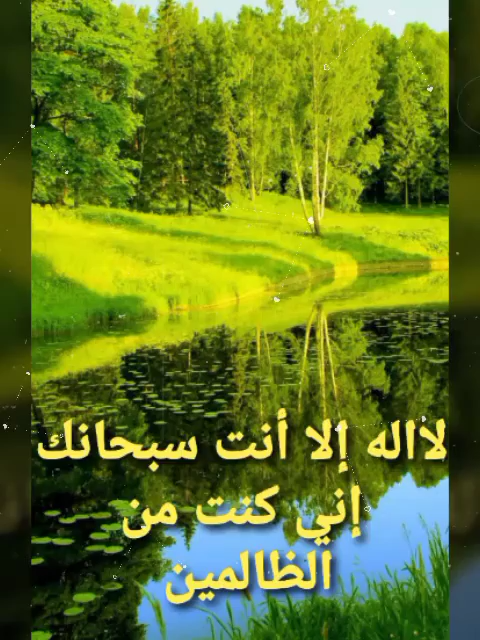 لااله إلا أنت سبحانك
إني كنت من
الظالمين